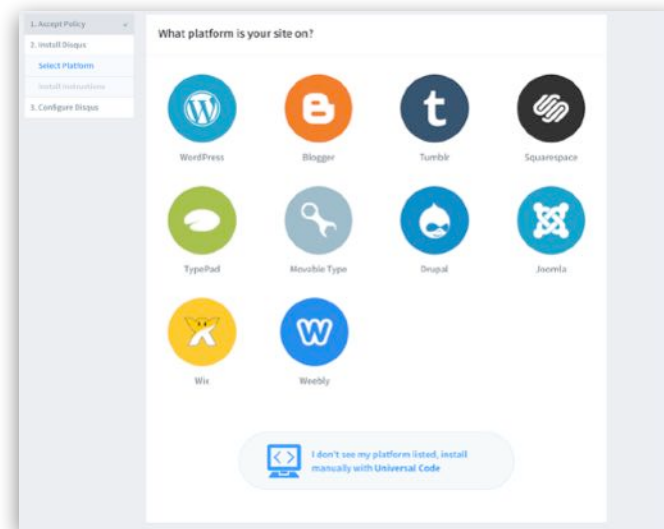 1. Accept Policy
2. Install Disqus
Select Platform
Install Instructions
3. Configure Disqus
What platform is your site on?
WordPress
Blogger
Tumblr
Squarespace
TypePad
Movable Type
Drupal
Joomla
Wix
Weebly
I don't see my platform listed, install
manually with Universal Code